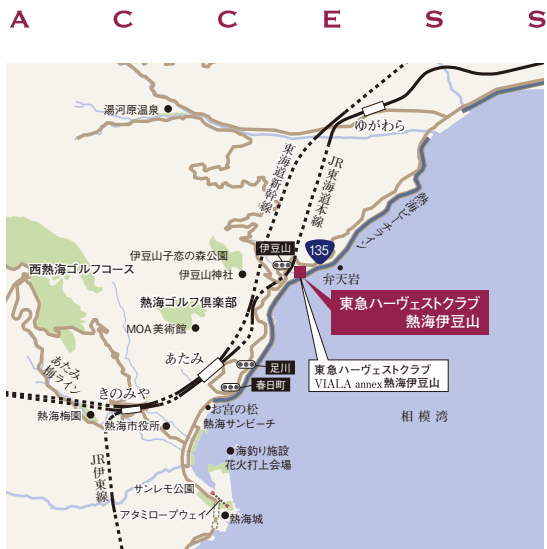 ACCESS
湯河原温泉
ゆがわら
東海道新幹線
JR東海道本線
熱海ビーチライン
135
伊豆山
伊豆山子恋の森公園
伊豆山神社
弁天岩
西熱海ゴルフコース
熱海ゴルフ倶楽部
東急ハーヴェストクラブ
熱海伊豆山
MOA美術館
あたみ
足川
東急ハーヴェストクラブ
VIALA annex熱海伊豆山
春日町
あたみ
梅ライン
きのみや
熱海梅園
熱海市役所
お宮の松
熱海サンビーチ
相模湾
JR伊東線
海釣り施設
花火打上会場
サンレモ公園
アタミロープウェイ
熱海城